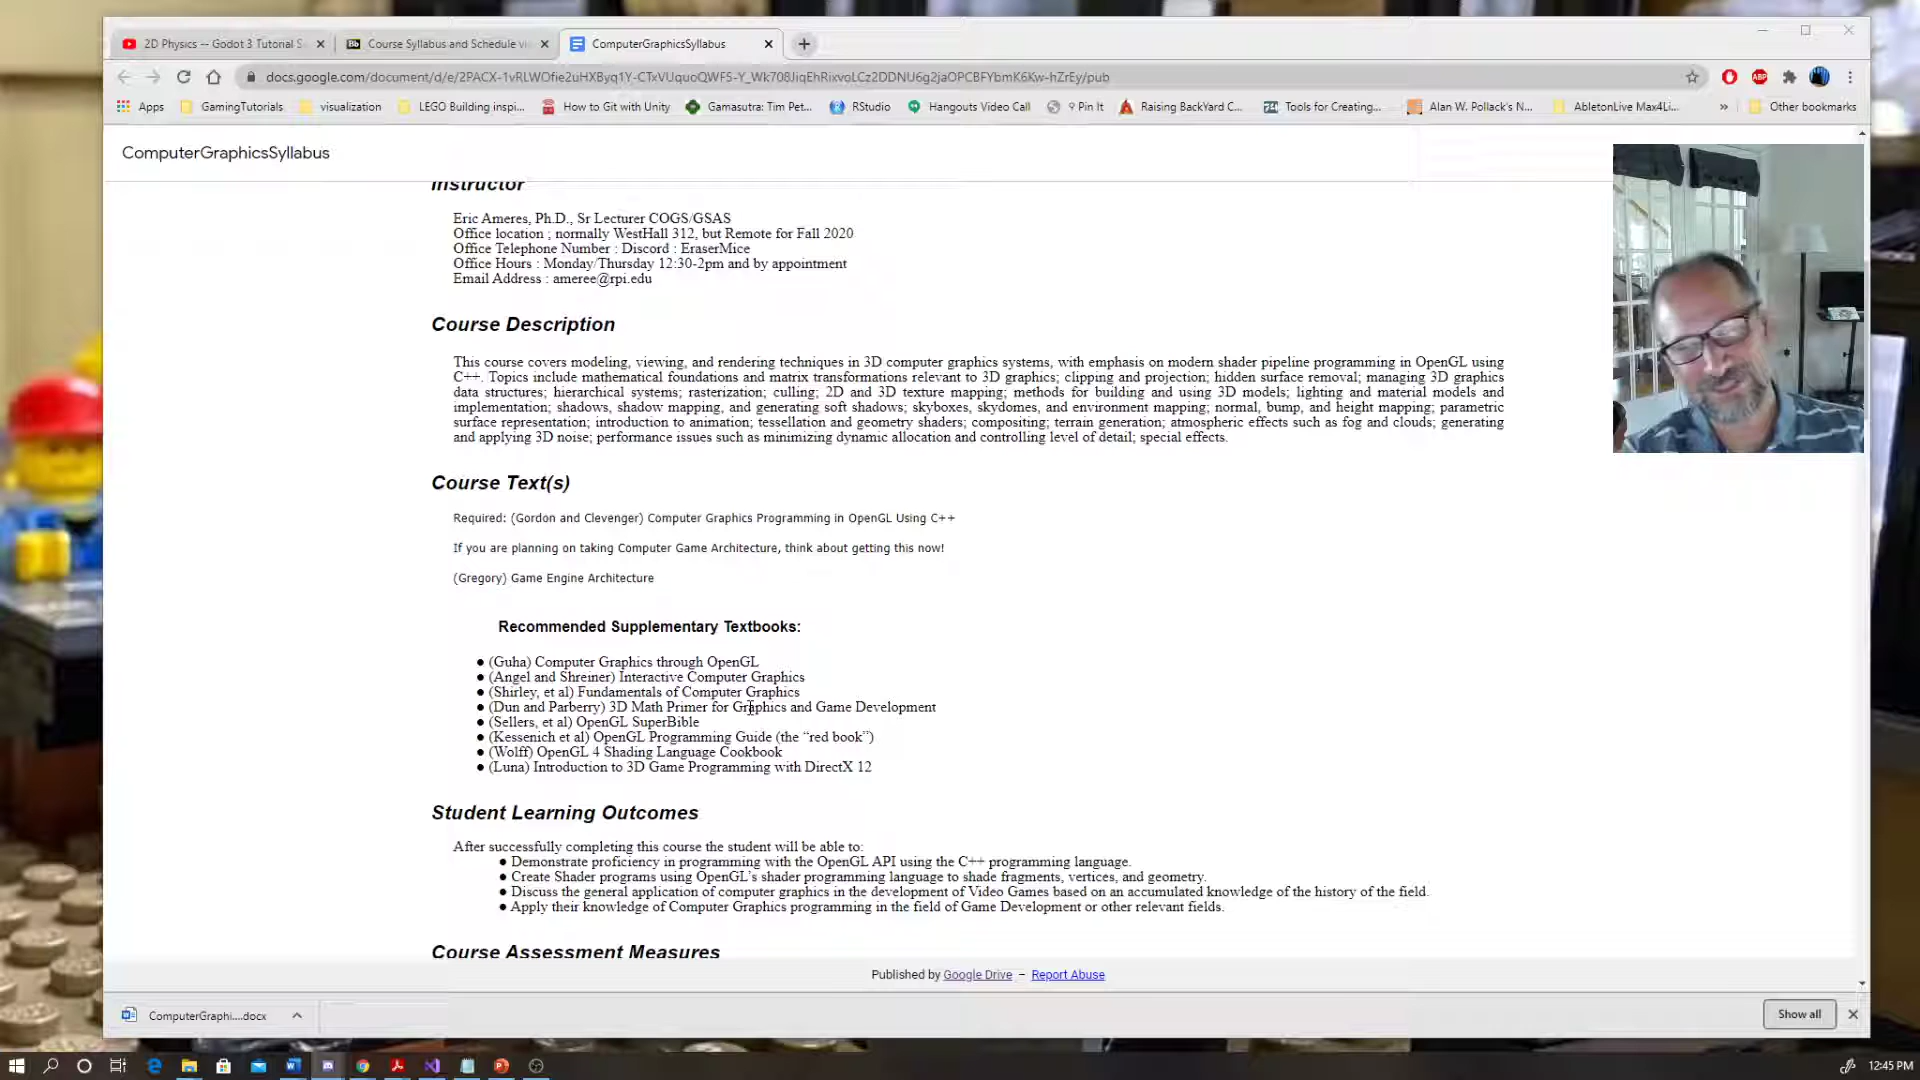 2D Physics -- Godot 3 Tutorial S
Course Syllabus and Schedule vi
ComputerGraphicsSyllabus
docs.google.com/document/d/e/2PACX-1vRLWOfie2uHXByq1Y-CTxVUquoQWF5-Y_Wk708JiqEhRixvoLCz2DDNU6g2jaOPCBFYbmK6Kw-hZrEy/pub
Apps GamingTutorials visualization LEGO Building inspi... How to Git with Unity Gamasutra: Tim Pet... RStudio Hangouts Video Call Pin It Raising BackYard C... Tools for Creating... Alan W. Pollack's N... AbletonLive Max4Li... » Other bookmarks
ComputerGraphicsSyllabus
Instructor
Eric Ameres, Ph.D., Sr Lecturer COGS/GSAS
Office location ; normally WestHall 312, but Remote for Fall 2020
Office Telephone Number : Discord : EraserMice
Office Hours : Monday/Thursday 12:30-2pm and by appointment
Email Address : ameree@rpi.edu
Course Description
This course covers modeling, viewing, and rendering techniques in 3D computer graphics systems, with emphasis on modern shader pipeline programming in OpenGL using
C++. Topics include mathematical foundations and matrix transformations relevant to 3D graphics; clipping and projection; hidden surface removal; managing 3D graphics
data structures; hierarchical systems; rasterization; culling; 2D and 3D texture mapping; methods for building and using 3D models; lighting and material models and
implementation; shadows, shadow mapping, and generating soft shadows; skyboxes, skydomes, and environment mapping; normal, bump, and height mapping; parametric
surface representation; introduction to animation; tessellation and geometry shaders; compositing; terrain generation; atmospheric effects such as fog and clouds; generating
and applying 3D noise; performance issues such as minimizing dynamic allocation and controlling level of detail; special effects.
Course Text(s)
Required: (Gordon and Clevenger) Computer Graphics Programming in OpenGL Using C++
If you are planning on taking Computer Game Architecture, think about getting this now!
(Gregory) Game Engine Architecture
Recommended Supplementary Textbooks:
● (Guha) Computer Graphics through OpenGL
● (Angel and Shreiner) Interactive Computer Graphics
● (Shirley, et al) Fundamentals of Computer Graphics
● (Dun and Parberry) 3D Math Primer for Graphics and Game Development
● (Sellers, et al) OpenGL SuperBible
● (Kessenich et al) OpenGL Programming Guide (the “red book”)
● (Wolff) OpenGL 4 Shading Language Cookbook
● (Luna) Introduction to 3D Game Programming with DirectX 12
Student Learning Outcomes
After successfully completing this course the student will be able to:
● Demonstrate proficiency in programming with the OpenGL API using the C++ programming language.
● Create Shader programs using OpenGL’s shader programming language to shade fragments, vertices, and geometry.
● Discuss the general application of computer graphics in the development of Video Games based on an accumulated knowledge of the history of the field.
● Apply their knowledge of Computer Graphics programming in the field of Game Development or other relevant fields.
Course Assessment Measures
Published by Google Drive – Report Abuse
ComputerGraphi....docx
Show all
12:45 PM